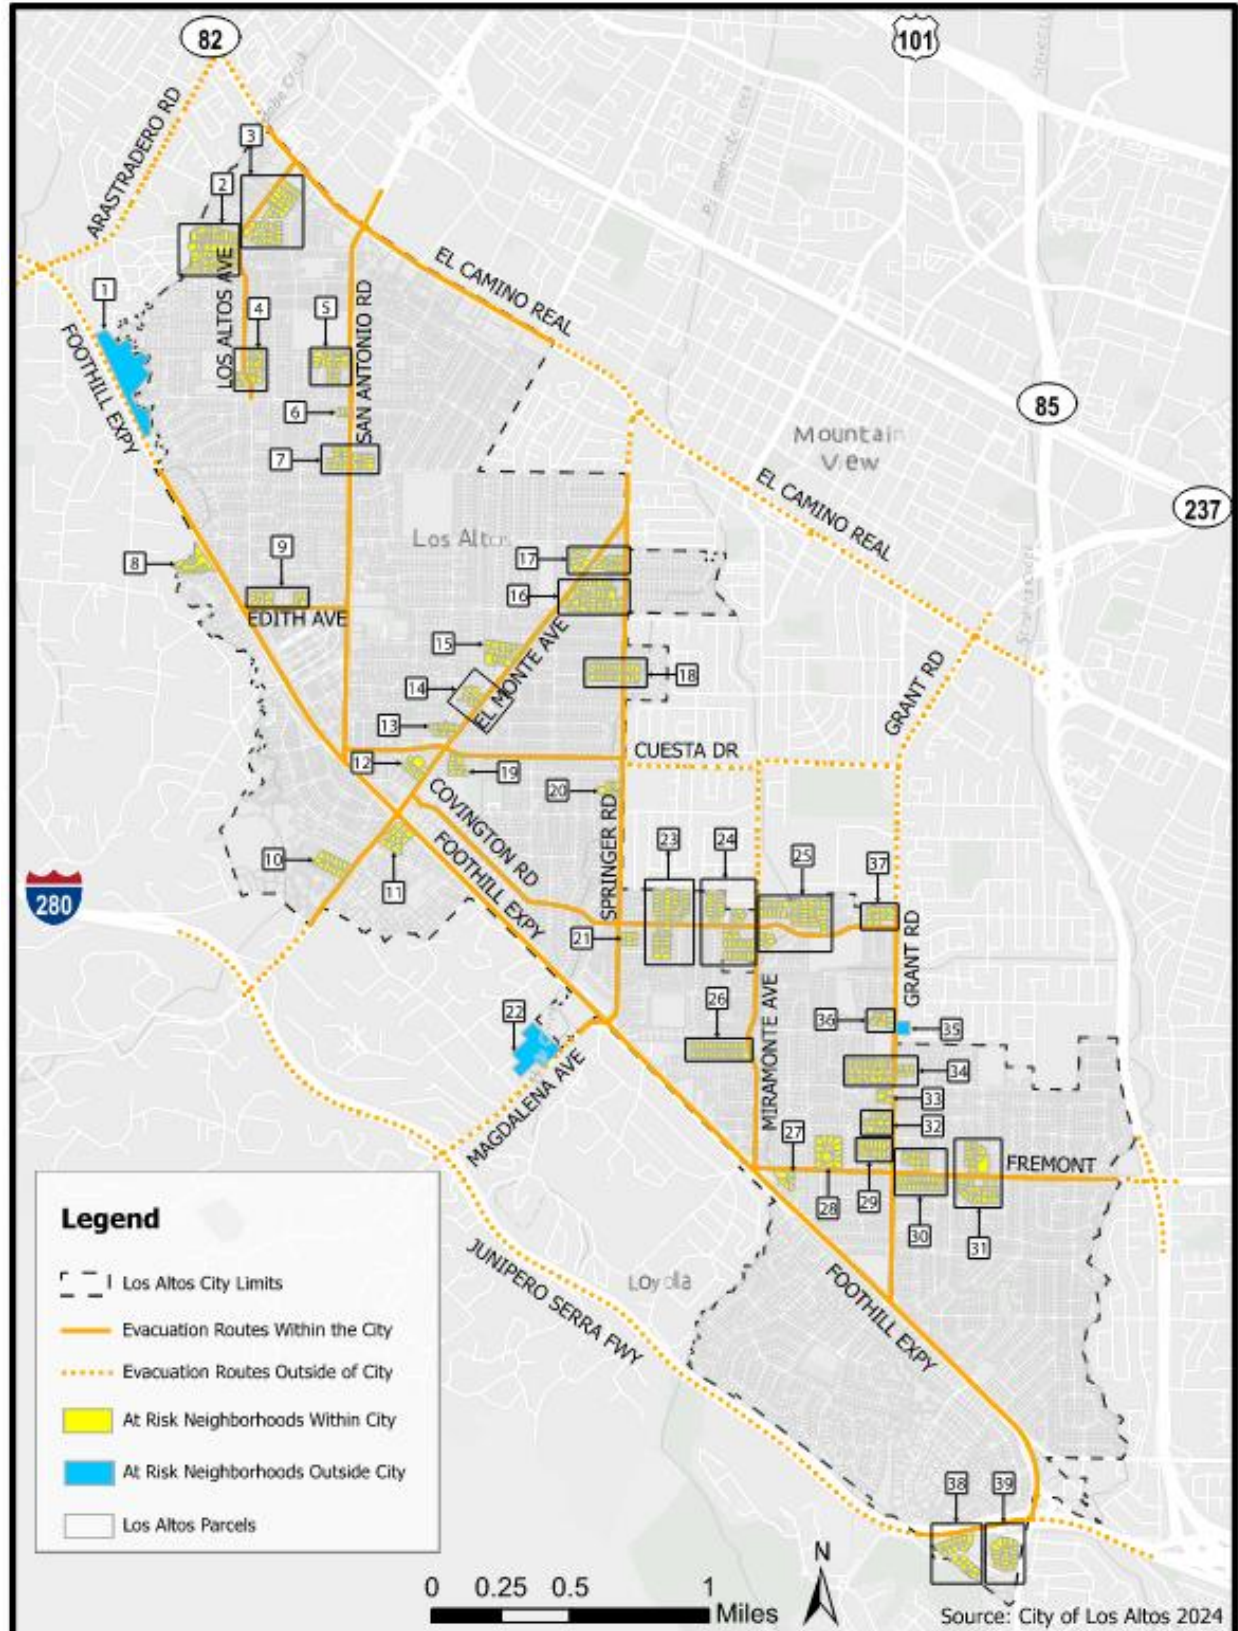 82
101
ARASTRADERO RD
3
2
EL CAMINO REAL
1
LOS ALTOS AVE
4
5
SAN ANTONIO RD
FOOTHILL EXPY
6
85
7
Mountain
View
EL CAMINO REAL
237
Los Altos
8
9
17
16
EDITH AVE
15
EL MONTE AVE
14
18
13
GRANT RD
12
19
CUESTA DR
20
COVINGTON RD
SPRINGER RD
10
11
FOOTHILL EXPY
23
24
25
37
280
21
GRANT RD
22
26
MIRAMONTE AVE
36
35
MAGDALENA AVE
34
33
27
32
FREMONT
28
29
30
31
JUNIPERO SERRA FWY
Loyola
FOOTHILL EXPY
38
39
Legend
Los Altos City Limits
Evacuation Routes Within the City
Evacuation Routes Outside of City
At Risk Neighborhoods Within City
At Risk Neighborhoods Outside City
Los Altos Parcels
0 0.25 0.5 1
Miles
N
Source: City of Los Altos 2024